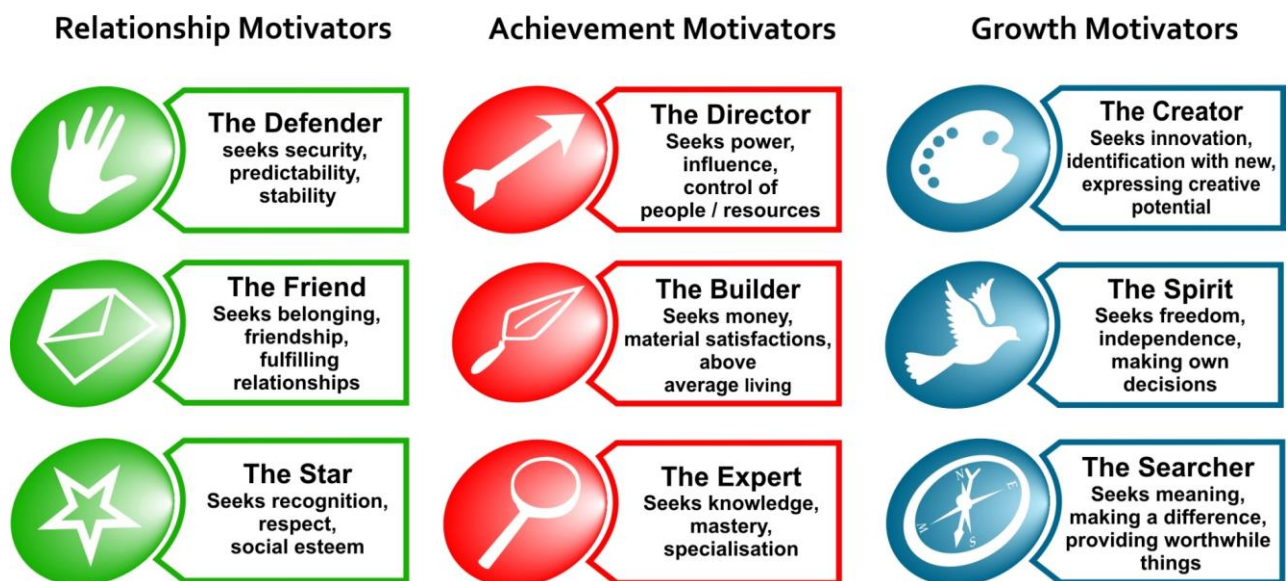 Relationship Motivators
Achievement Motivators
Growth Motivators
The Defender
seeks security,
predictability,
stability
The Director
Seeks power,
influence,
control of
people / resources
The Creator
Seeks innovation,
identification with new,
expressing creative
potential
The Friend
Seeks belonging,
friendship,
fulfilling
relationships
The Builder
Seeks money,
material satisfactions,
above
average living
The Spirit
Seeks freedom,
independence,
making own
decisions
The Star
Seeks recognition,
respect,
social esteem
The Expert
Seeks knowledge,
mastery,
specialisation
N
E
S
W
The Searcher
Seeks meaning,
making a difference,
providing worthwhile
things